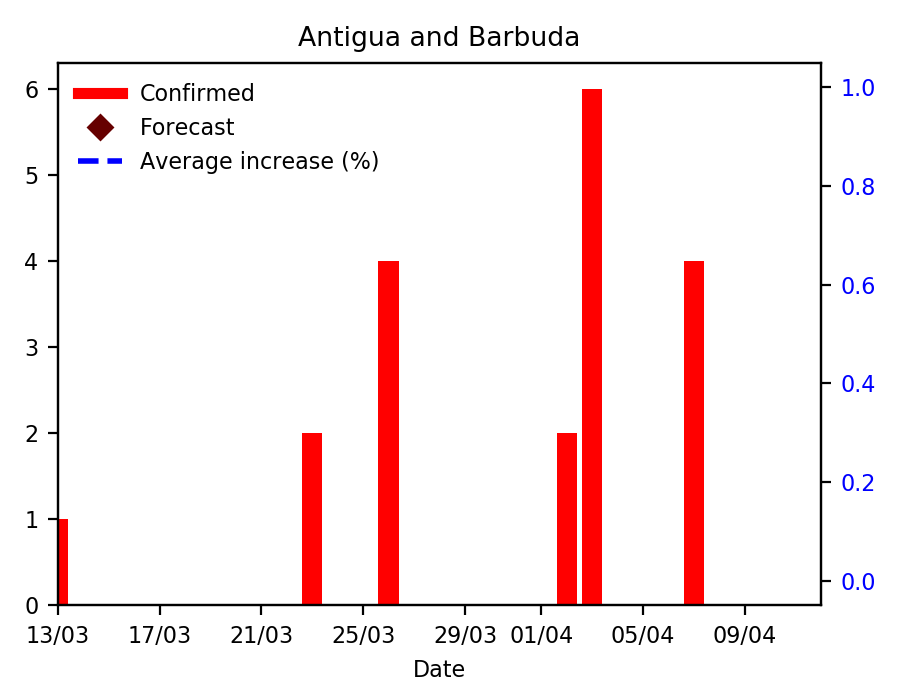 Antigua and Barbuda
Confirmed
Forecast
Average increase (%)
6
5
4
3
2
1
0
1.0
0.8
0.6
0.4
0.2
0.0
13/03 17/03 21/03 25/03 29/03 01/04 05/04 09/04
Date